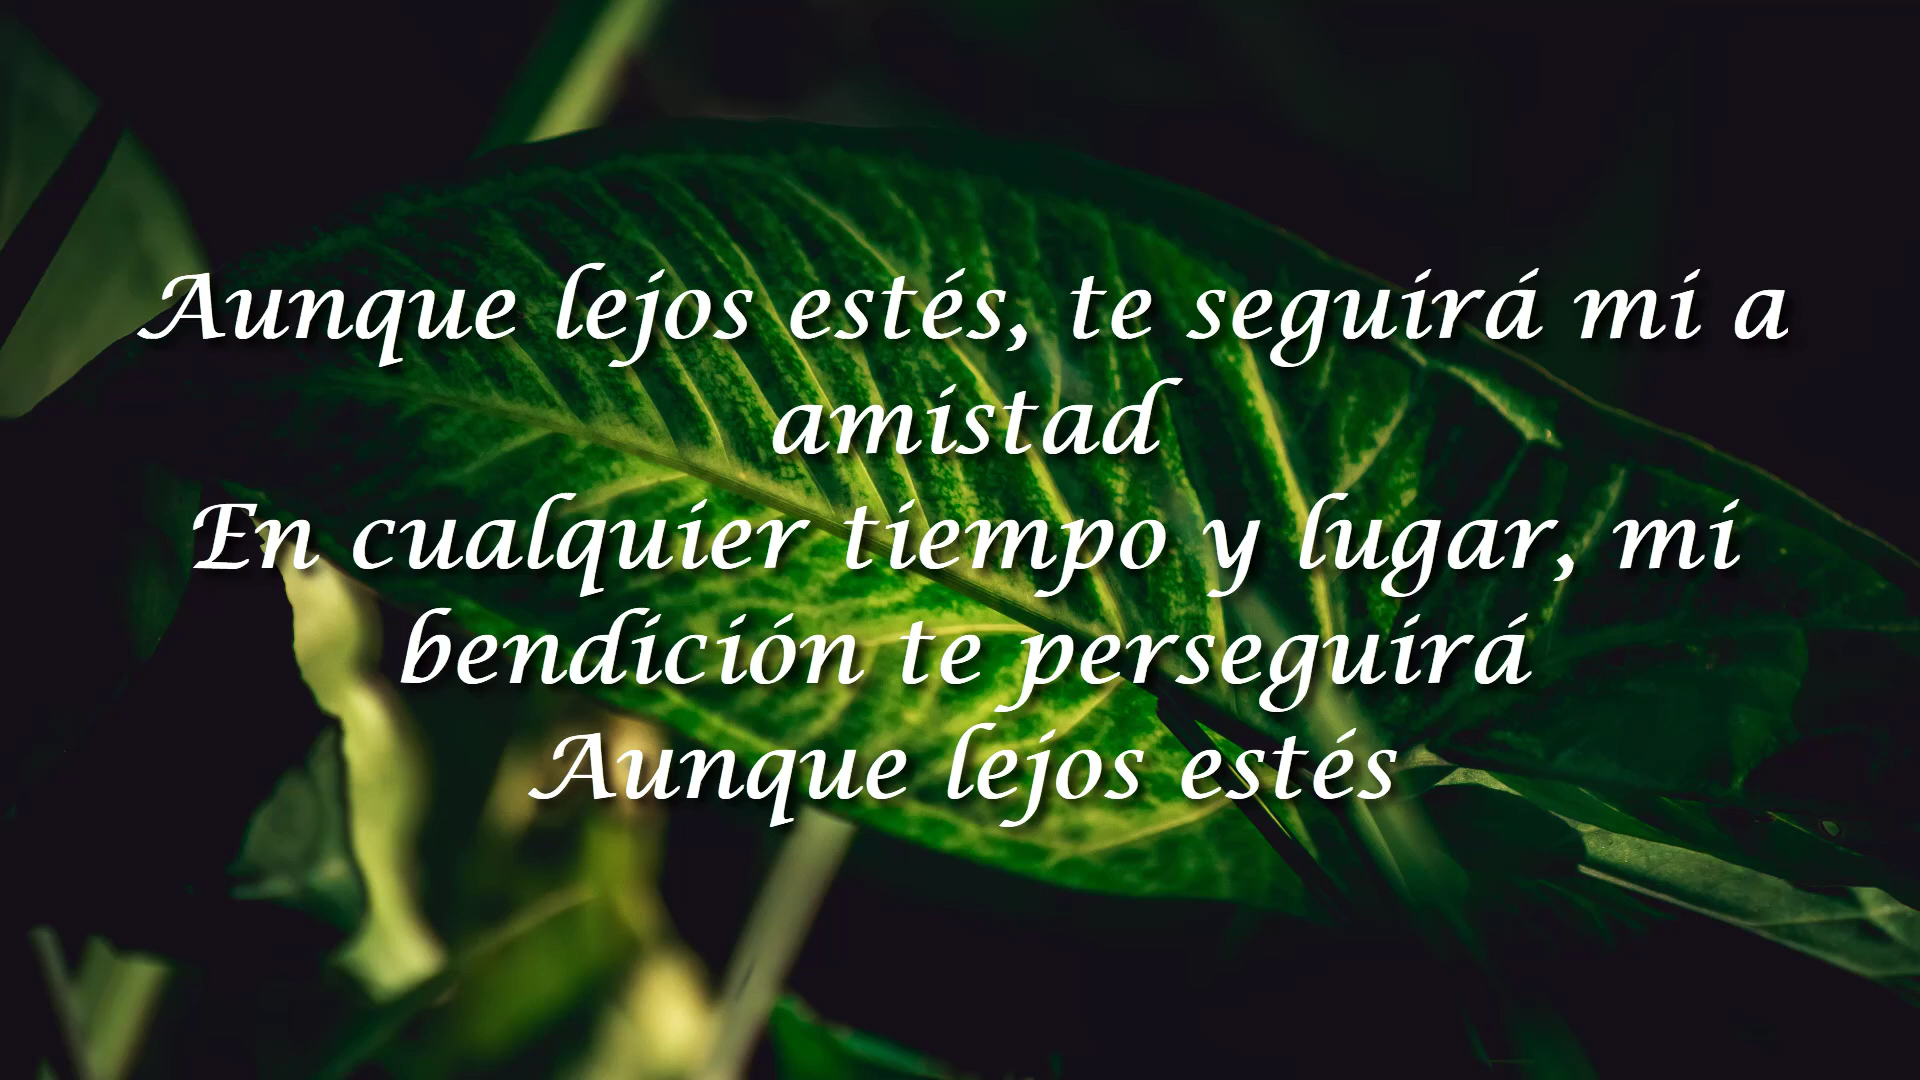 Aunque lejos estés, te seguirá mi a
amistad
En cualquier tiempo y lugar, mi
bendición te perseguirá
Aunque lejos estés